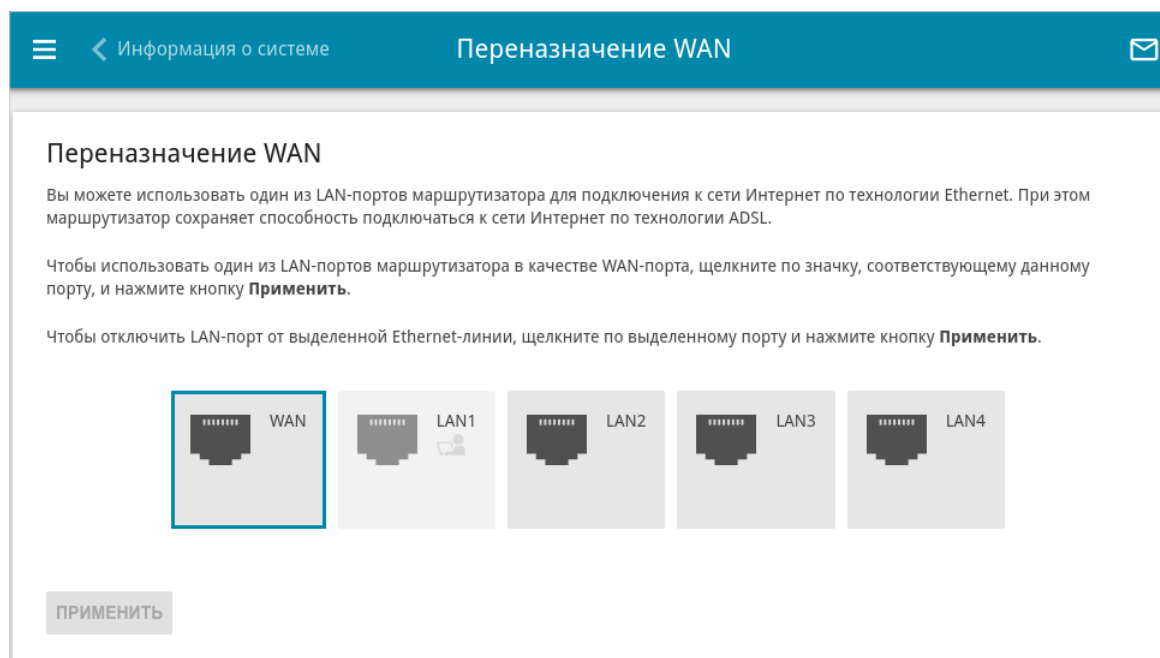 Информация о системе
Переназначение WAN
Переназначение WAN
Вы можете использовать один из LAN-портов маршрутизатора для подключения к сети Интернет по технологии Ethernet. При этом
маршрутизатор сохраняет способность подключаться к сети Интернет по технологии ADSL.
Чтобы использовать один из LAN-портов маршрутизатора в качестве WAN-порта, щелкните по значку, соответствующему данному
порту, и нажмите кнопку Применить.
Чтобы отключить LAN-порт от выделенной Ethernet-линии, щелкните по выделенному порту и нажмите кнопку Применить.
WAN
LAN1
LAN2
LAN3
LAN4
ПРИМЕНИТЬ